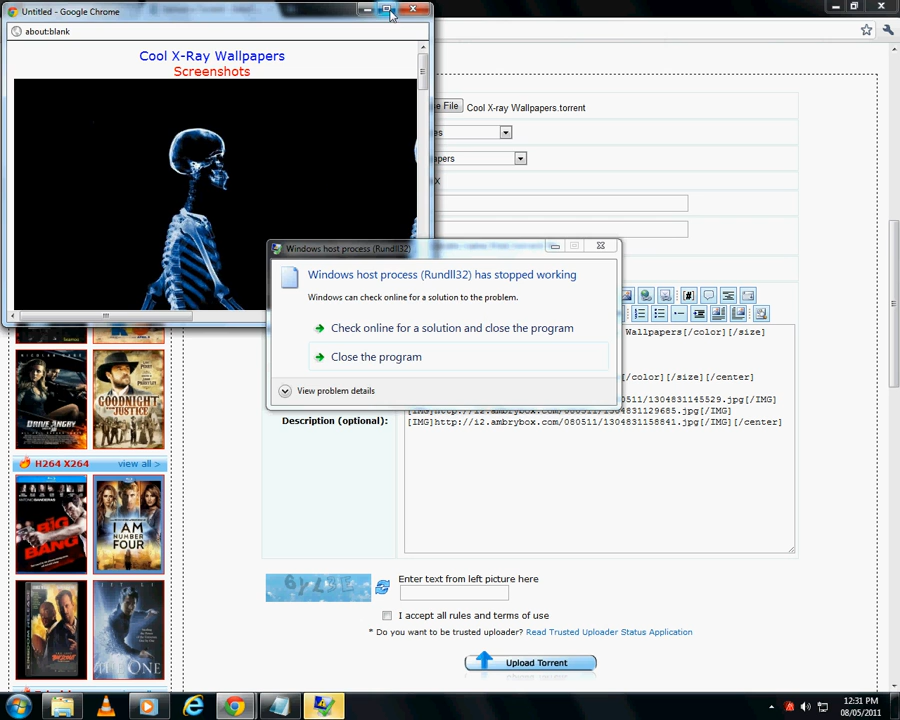 Untitled - Google Chrome
about:blank
Cool X-Ray Wallpapers
Screenshots
e File Cool X-ray Wallpapers.torrent
es
apers
X
Windows host process (Rundll32)
Windows host process (Rundll32) has stopped working
Windows can check online for a solution to the problem.
Check online for a solution and close the program
Close the program
View problem details
Wallpapers[/color][/size]
[/color][/size][/center]
080511/1304831145529.jpg[/IMG]
[IMG]http://i2.ambrybox.com/080511/1304831129685.jpg[/IMG]
[IMG]http://i2.ambrybox.com/080511/1304831158841.jpg[/IMG][/center]
Description (optional):
DRIVE ANGRY
GOODNIGHT
JUSTICE
H264 X264 view all >
BIG
BANG
I AM
NUMBER
FOUR
THE ONE
Enter text from left picture here
I accept all rules and terms of use
* Do you want to be trusted uploader? Read Trusted Uploader Status Application
Upload Torrent
12:31 PM
08/05/2011